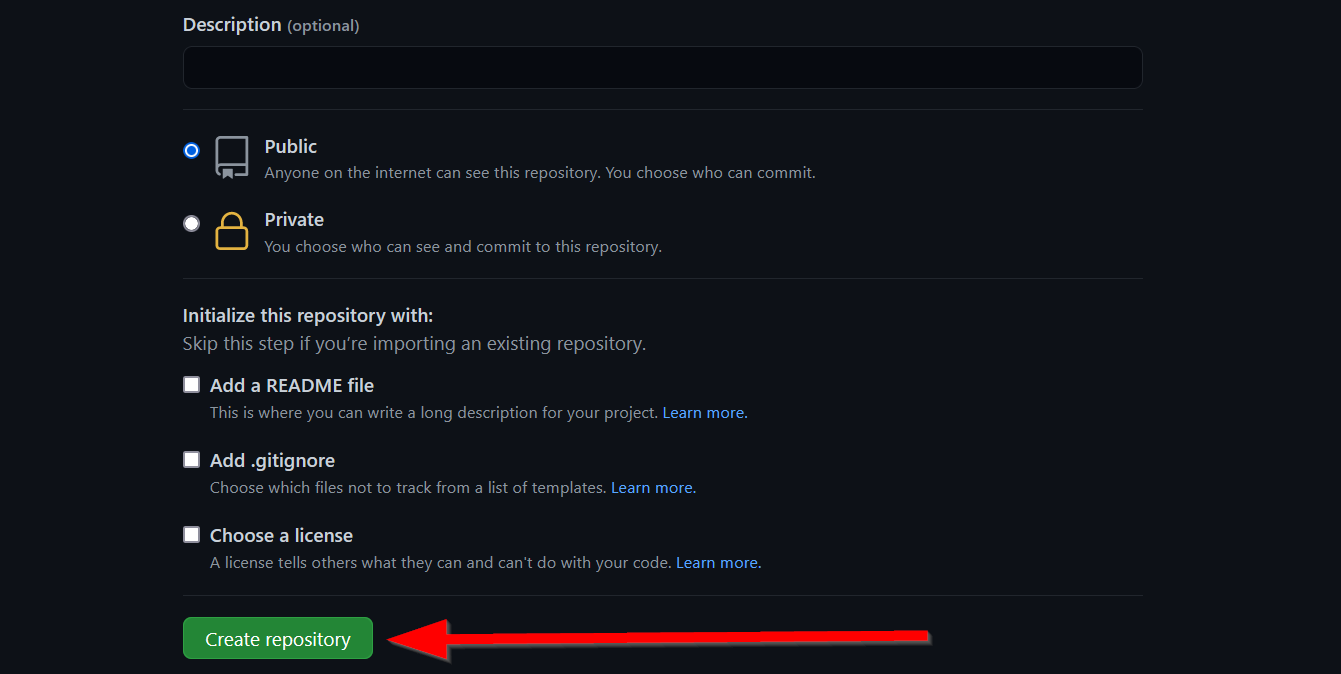 Description (optional)
Public
Anyone on the internet can see this repository. You choose who can commit.
Private
You choose who can see and commit to this repository.
Initialize this repository with:
Skip this step if you’re importing an existing repository.
Add a README file
This is where you can write a long description for your project. Learn more.
Add .gitignore
Choose which files not to track from a list of templates. Learn more.
Choose a license
A license tells others what they can and can't do with your code. Learn more.
Create repository